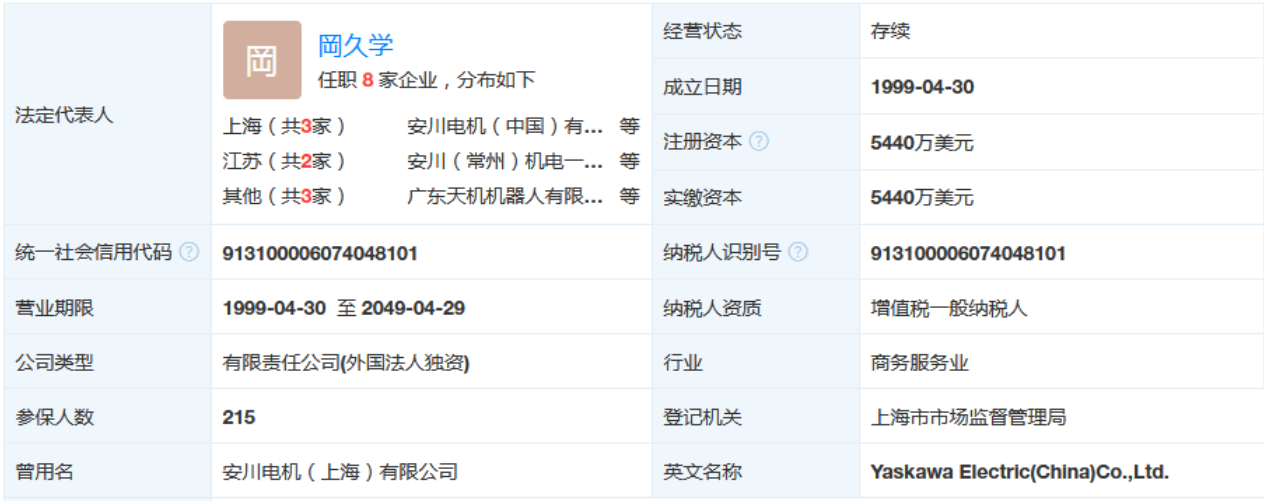 法定代表人
岡
岡久学
任职 8 家企业，分布如下
上海（共3家） 安川电机（中国）有... 等
江苏（共2家） 安川（常州）机电一... 等
其他（共3家） 广东天机机器人有限... 等
经营状态 存续
成立日期 1999-04-30
注册资本 ? 5440万美元
实缴资本 5440万美元
统一社会信用代码 ? 913100006074048101 纳税人识别号 ? 913100006074048101
营业期限 1999-04-30 至 2049-04-29 纳税人资质 增值税一般纳税人
公司类型 有限责任公司(外国法人独资) 行业 商务服务业
参保人数 215 登记机关 上海市市场监督管理局
曾用名 安川电机（上海）有限公司 英文名称 Yaskawa Electric(China)Co.,Ltd.